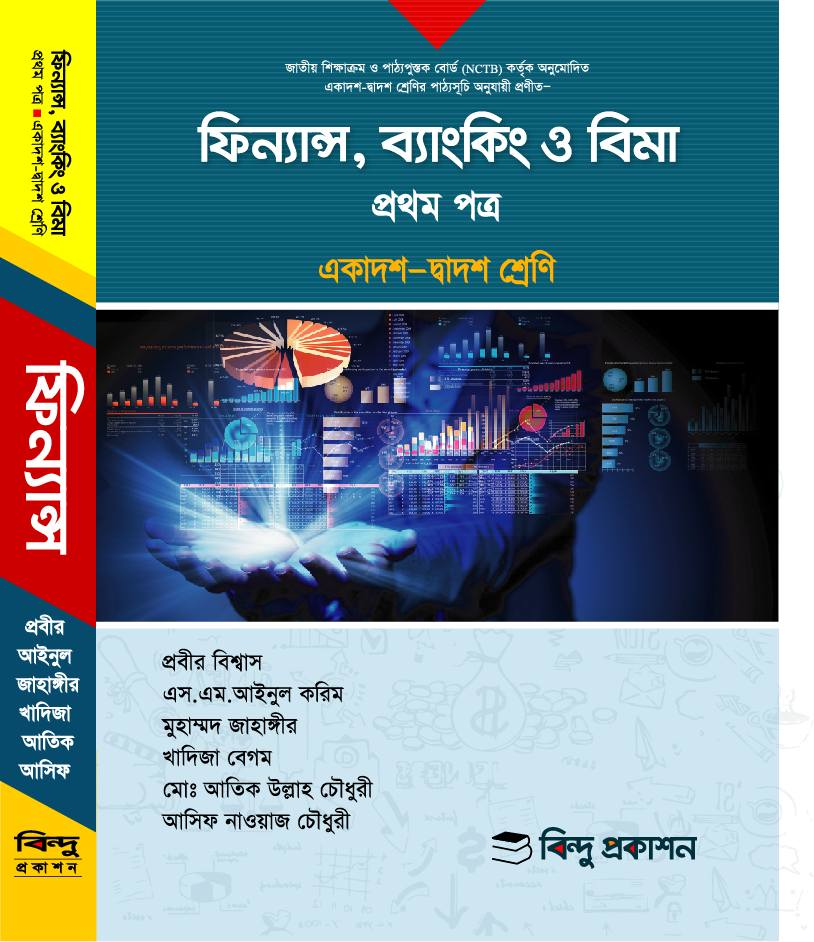 ফিন্যান্স, ব্যাংকিং ও বিমা
প্রথম পত্র ■ একাদশ-দ্বাদশ শ্রেণি
ফিন্যান্স
প্রবীর
আইনুল
জাহাঙ্গীর
খাদিজা
আতিক
আসিফ
বিন্দু
প্রকাশন
জাতীয় শিক্ষাক্রম ও পাঠ্যপুস্তক বোর্ড (NCTB) কর্তৃক অনুমোদিত
একাদশ-দ্বাদশ শ্রেণির পাঠ্যসূচি অনুযায়ী প্রণীত–
ফিন্যান্স, ব্যাংকিং ও বিমা
প্রথম পত্র
একাদশ–দ্বাদশ শ্রেণি
প্রবীর বিশ্বাস
এস.এম.আইনুল করিম
মুহাম্মদ জাহাঙ্গীর
খাদিজা বেগম
মোঃ আতিক উল্লাহ চৌধুরী
আসিফ নাওয়াজ চৌধুরী
বিন্দু প্রকাশন